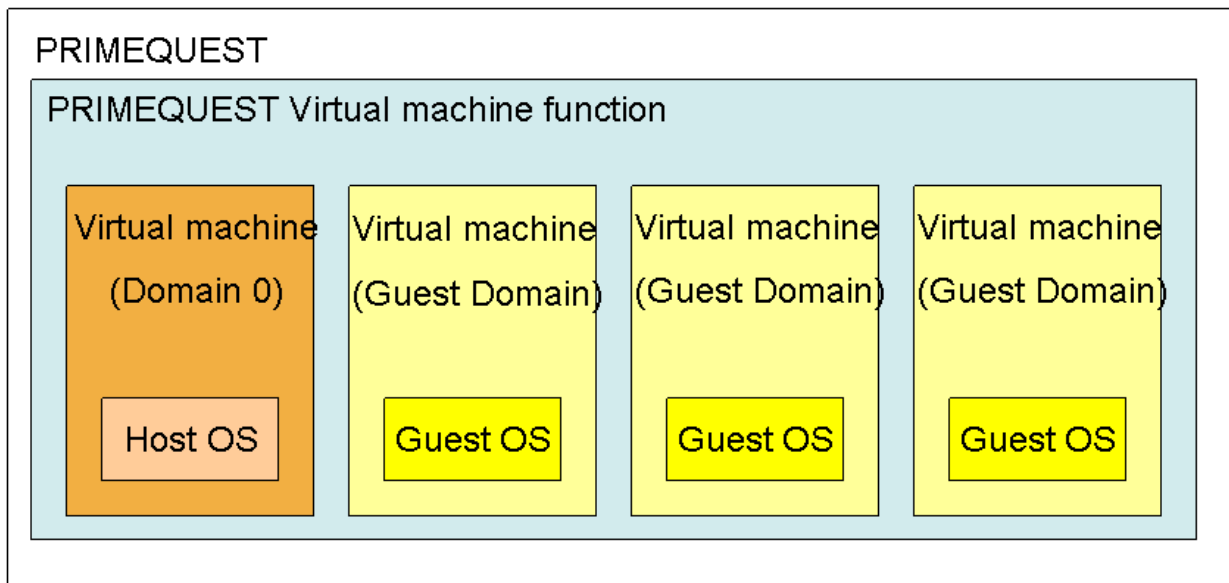 PRIMEQUEST
PRIMEQUEST Virtual machine function
Virtual machine
(Domain 0)
Host OS
Virtual machine
(Guest Domain)
Guest OS
Virtual machine
(Guest Domain)
Guest OS
Virtual machine
(Guest Domain)
Guest OS